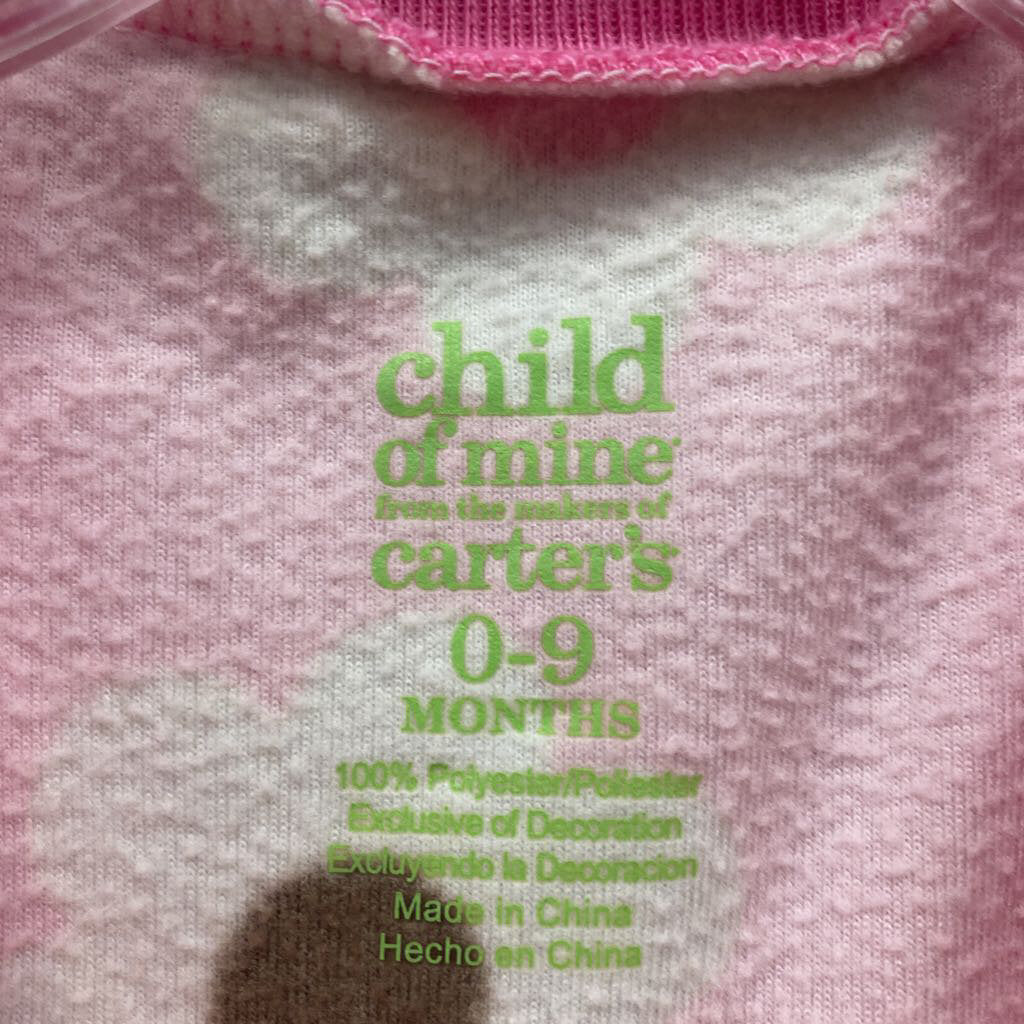 child
of mine
from the makers of
carter's
0-9
MONTHS
100% Polyester/Poliester
Exclusive of Decoration
Excluyendo la Decoracion
Made in China
Hecho en China